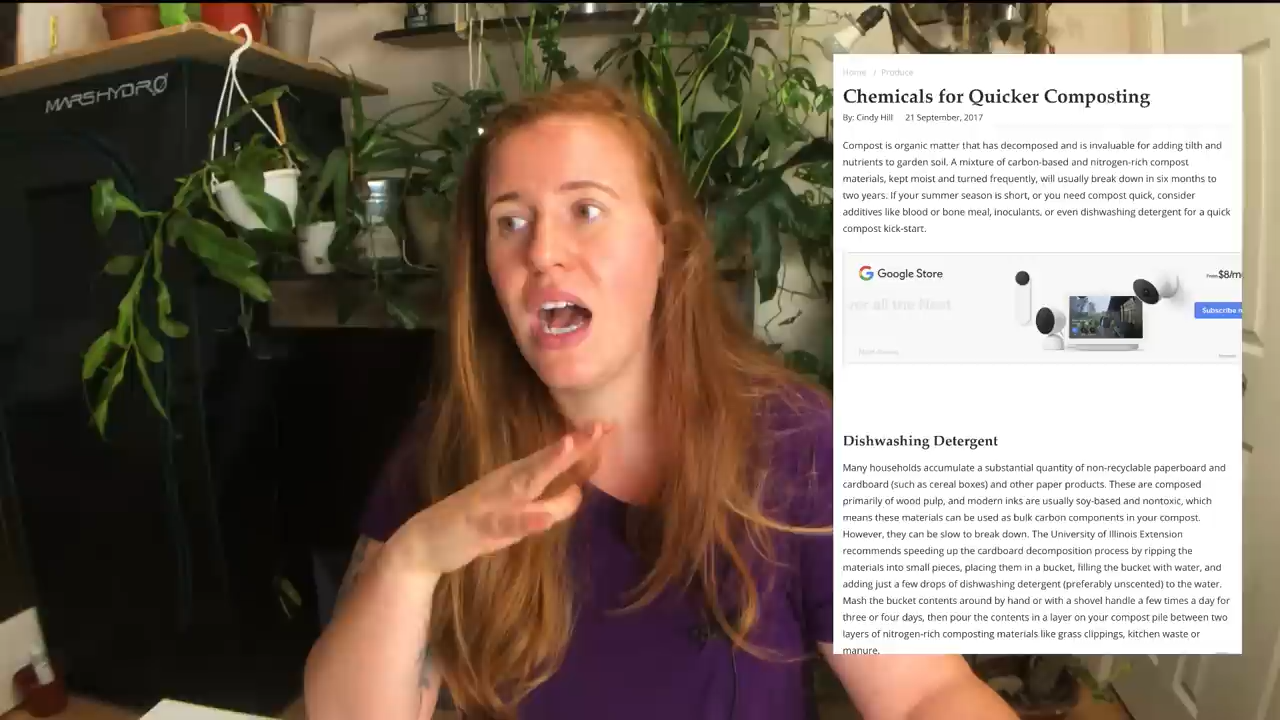 MARSHYDRO
Home / Produce
Chemicals for Quicker Composting
By: Cindy Hill 21 September, 2017
Compost is organic matter that has decomposed and is invaluable for adding tilth and
nutrients to garden soil. A mixture of carbon-based and nitrogen-rich compost
materials, kept moist and turned frequently, will usually break down in six months to
two years. If your summer season is short, or you need compost quick, consider
additives like blood or bone meal, inoculants, or even dishwashing detergent for a quick
compost kick-start.
Google Store
From $8/m
ver all the Nest
Subscribe n
Dishwashing Detergent
Many households accumulate a substantial quantity of non-recyclable paperboard and
cardboard (such as cereal boxes) and other paper products. These are composed
primarily of wood pulp, and modern inks are usually soy-based and nontoxic, which
means these materials can be used as bulk carbon components in your compost.
However, they can be slow to break down. The University of Illinois Extension
recommends speeding up the cardboard decomposition process by ripping the
materials into small pieces, placing them in a bucket, filling the bucket with water, and
adding just a few drops of dishwashing detergent (preferably unscented) to the water.
Mash the bucket contents around by hand or with a shovel handle a few times a day for
three or four days, then pour the contents in a layer on your compost pile between two
layers of nitrogen-rich composting materials like grass clippings, kitchen waste or
manure.